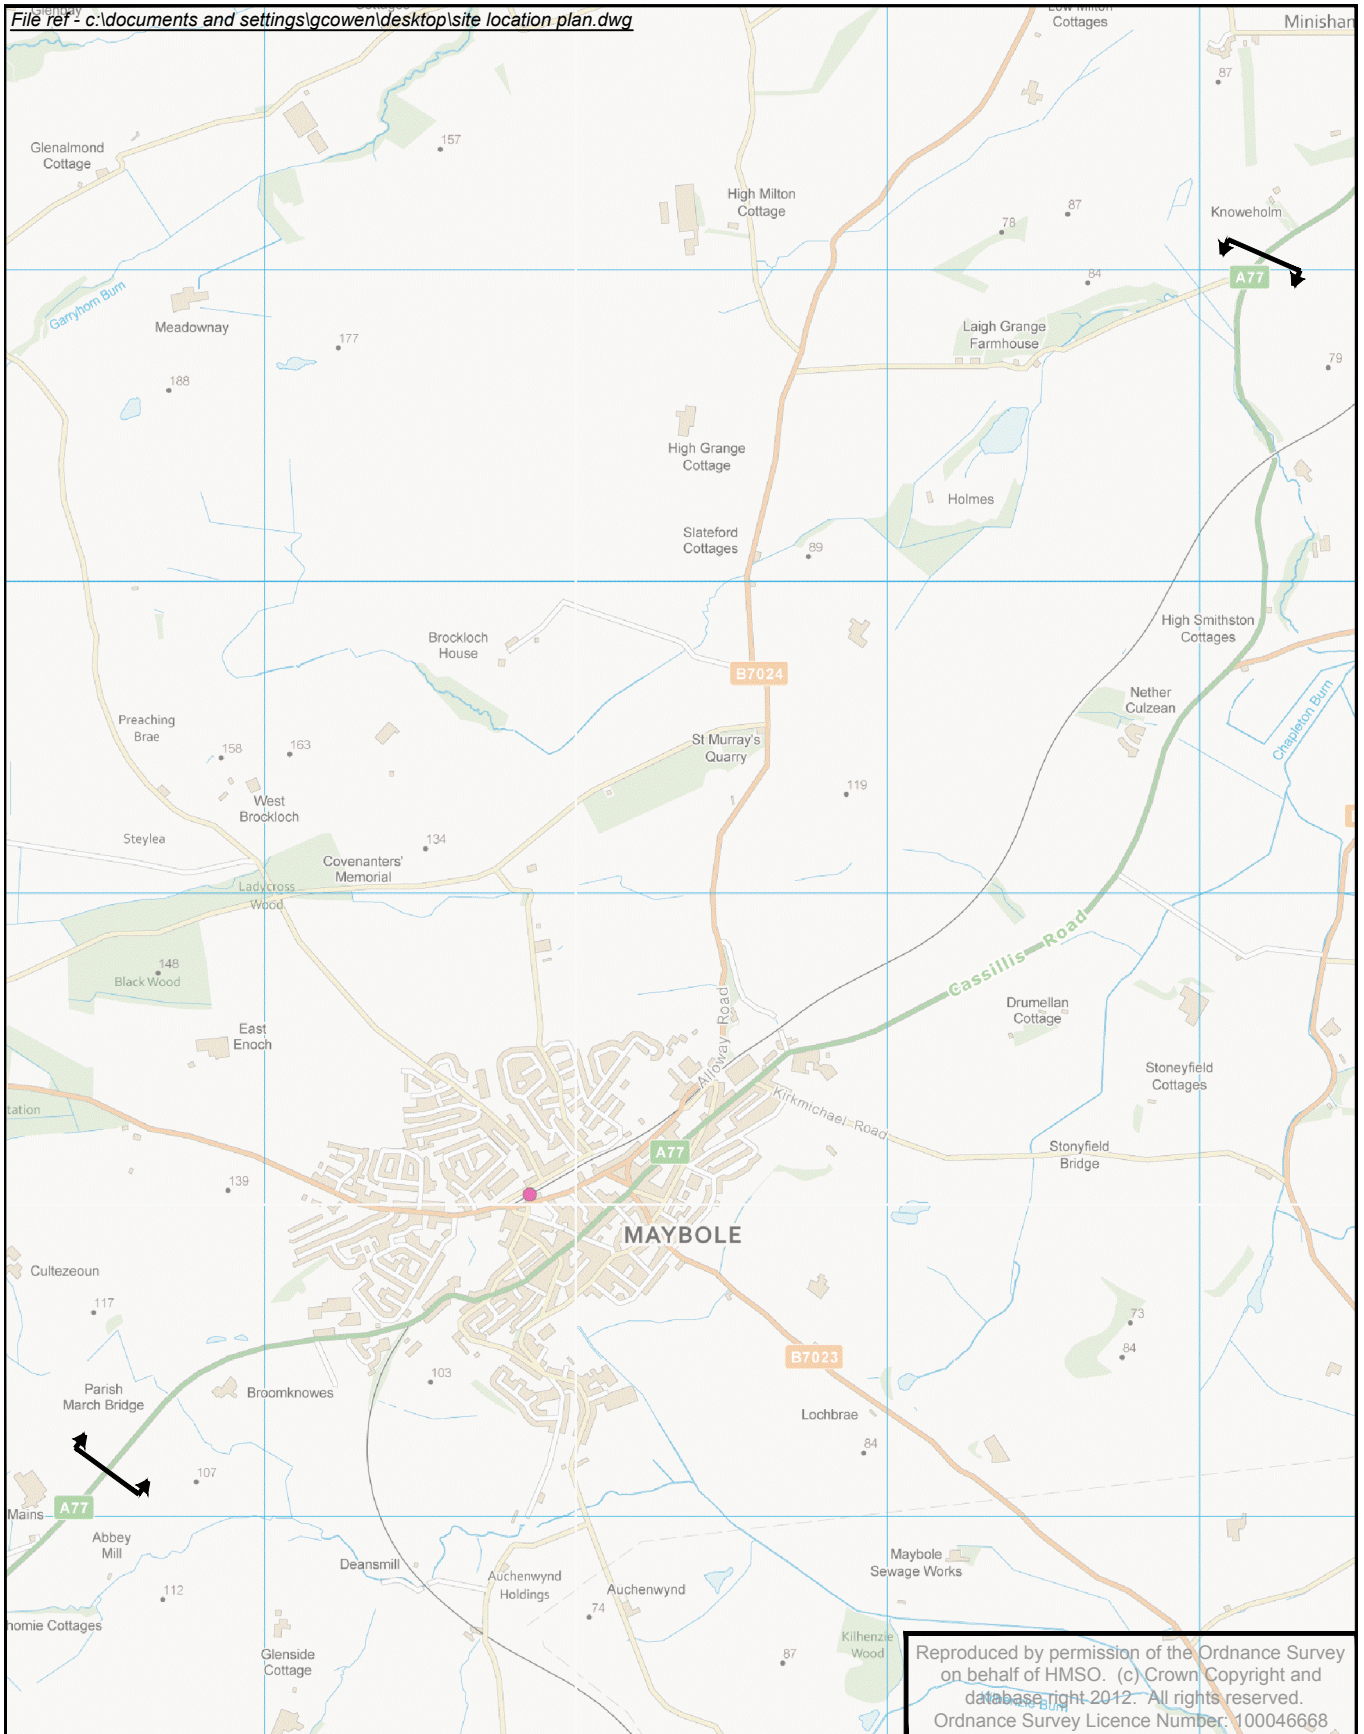 File ref - c:\documents and settings\gcowen\desktop\site location plan.dwg
Low Milton
Cottages
Minishan
87
Glenalmond
Cottage
157
High Milton
Cottage
87
78
Knoweholm
84
A77
Garryhorn Burn
Meadownay
177
188
Laigh Grange
Farmhouse
79
High Grange
Cottage
Holmes
Slateford
Cottages
89
Brockloch
House
High Smithston
Cottages
B7024
Nether
Culzean
Chapleton Burn
Preaching
Brae
158
163
St Murray's
Quarry
119
West
Brockloch
Steylea
134
Covenanters'
Memorial
Ladycross
Wood
Cassillis Road
148
Black Wood
Drumellan
Cottage
East
Enoch
Alloway Road
Stoneyfield
Cottages
tation
Kirkmichael Road
A77
Stonyfield
Bridge
139
MAYBOLE
Cultezeoun
117
73
84
B7023
103
Parish
March Bridge
Broomknowes
Lochbrae
84
107
Mains
A77
Abbey
Mill
Deansmill
Maybole
Sewage Works
Auchenwynd
Holdings
Auchenwynd
112
74
homie Cottages
Kilhenzie
Wood
87
Glenside
Cottage
Reproduced by permission of the Ordnance Survey
on behalf of HMSO. (c) Crown Copyright and
database right 2012. All rights reserved.
Ordnance Survey Licence Number: 100046668